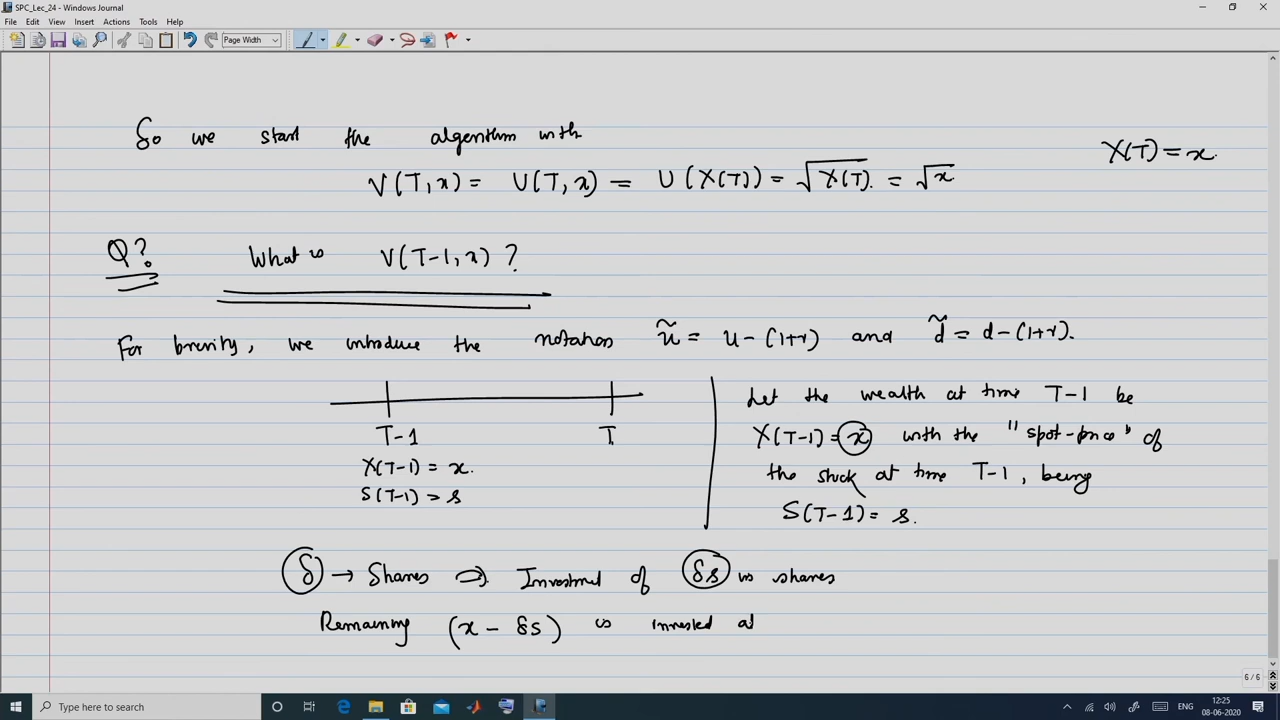 SPC_Lec_24 - Windows Journal
File Edit View Insert Actions Tools Help
Page Width
So we start the algorithm with
X(T) = x.
V(T,x) = U(T,x) = U(X(T)) = √X(T). = √x.
Q? What is V(T-1,x)?
For brevity, we introduce the notations ũ = u-(1+r) and d̃ = d-(1+r).
T-1 T
X(T-1) = x.
S(T-1) = s
Let the wealth at time T-1 be
X(T-1) = x with the "spot-price" of
the stock at time T-1, being
S(T-1) = s.
δ → Shares ⇒ Investment of δs in shares
Remaining (x - δs) is invested at
6/6
Type here to search
ENG
12:25
08-06-2020